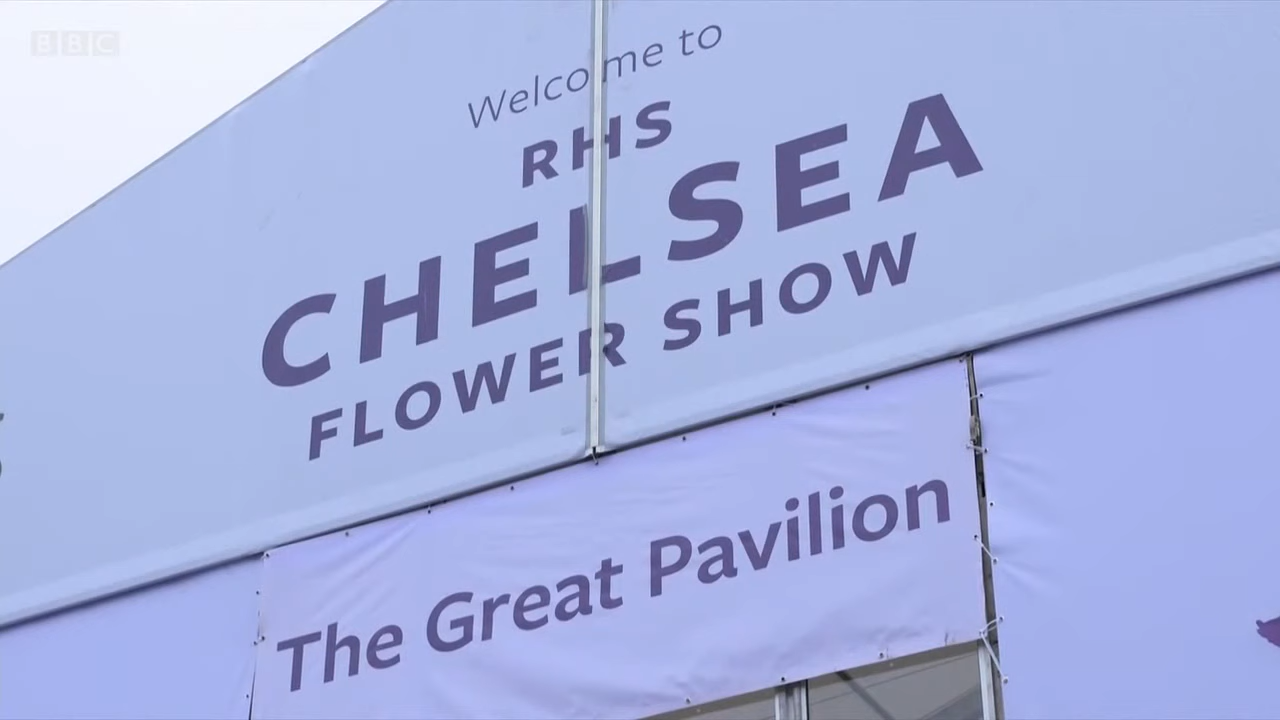 BBC
Welcome to
RHS
CHELSEA
FLOWER SHOW
The Great Pavilion